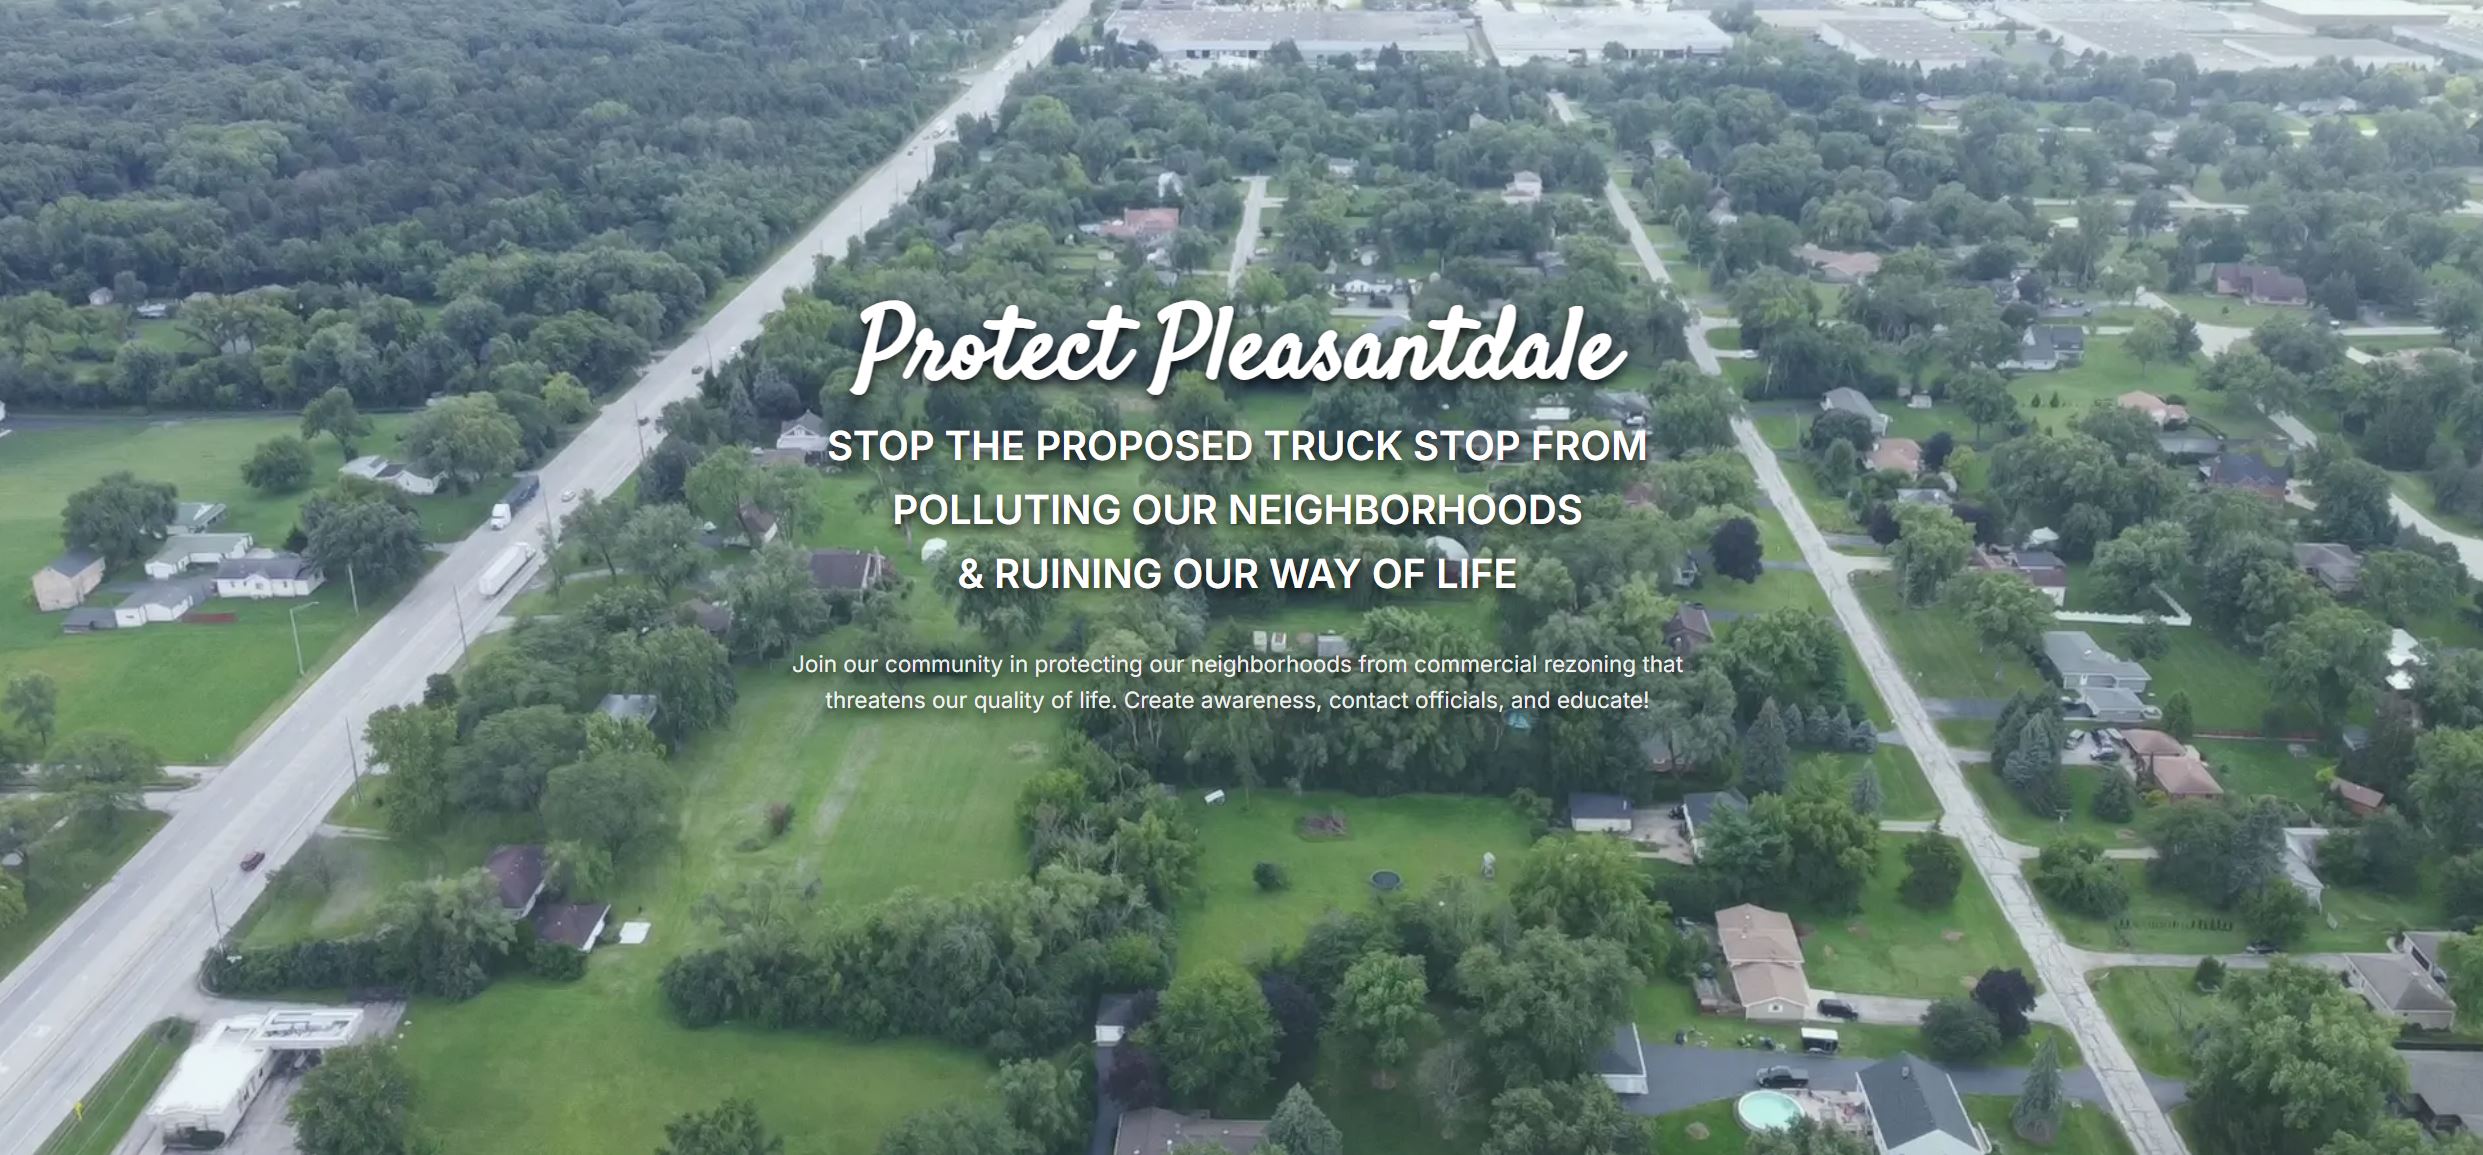 Protect Pleasantdale
STOP THE PROPOSED TRUCK STOP FROM
POLLUTING OUR NEIGHBORHOODS
& RUINING OUR WAY OF LIFE
Join our community in protecting our neighborhoods from commercial rezoning that
threatens our quality of life. Create awareness, contact officials, and educate!